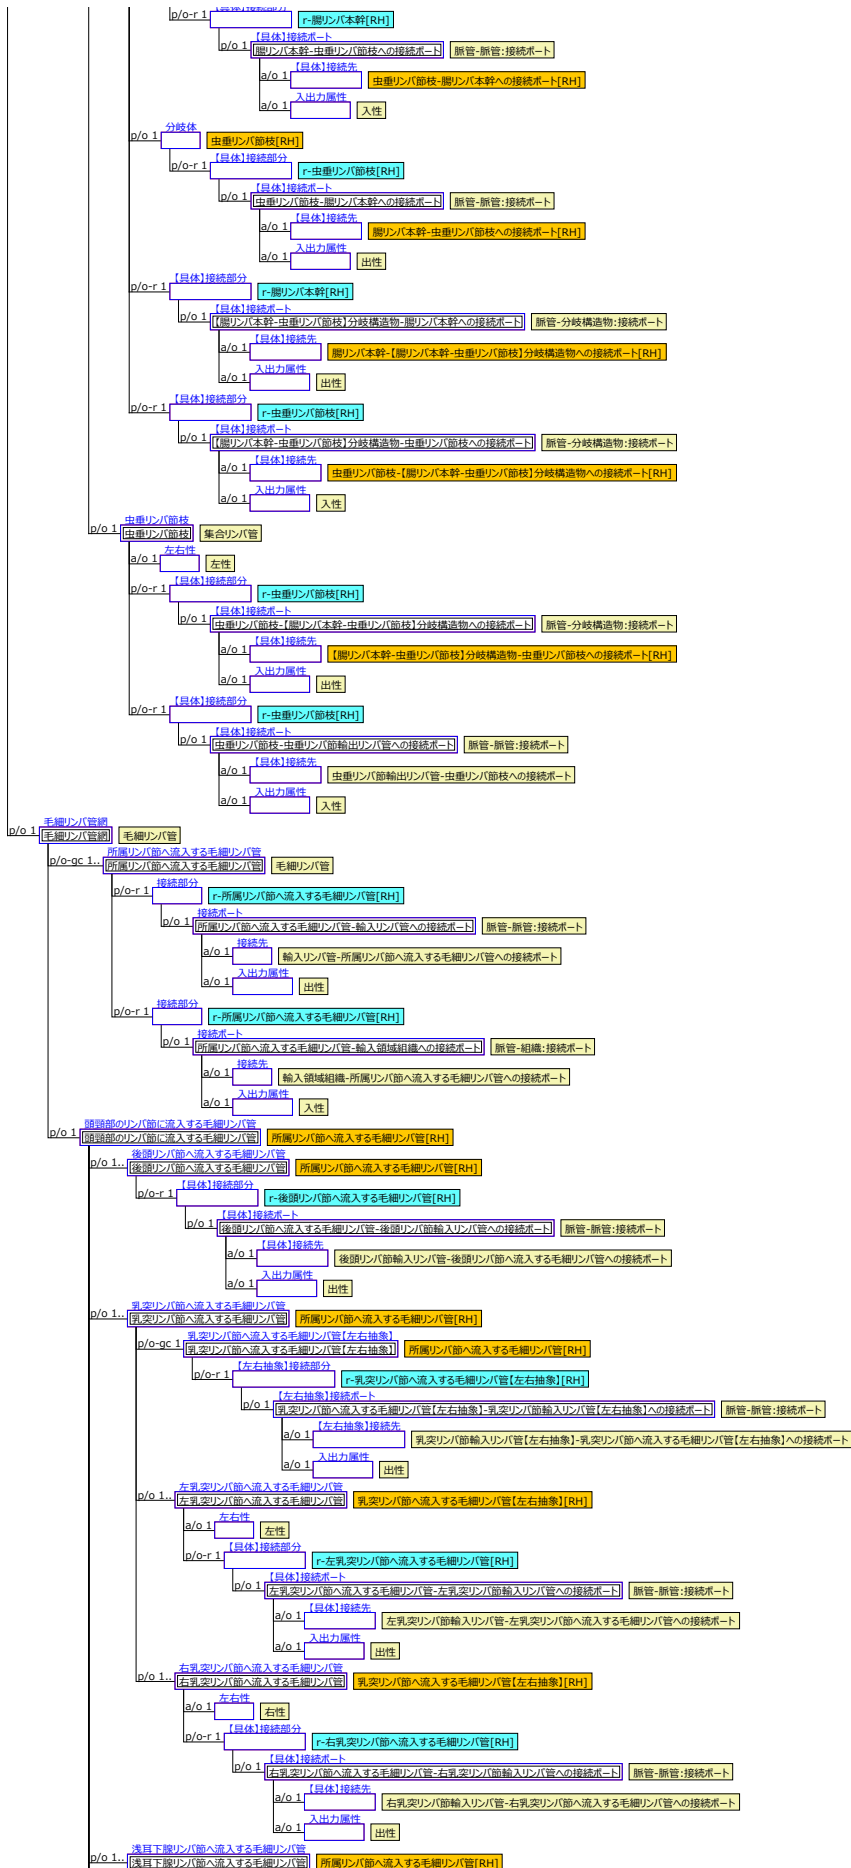 【具体】接続部分
p/o-r 1 r-腸リンパ本幹[RH]
【具体】接続ポート
p/o 1 腸リンパ本幹-虫垂リンパ節枝への接続ポート 脈管-脈管:接続ポート
【具体】接続先
a/o 1 虫垂リンパ節枝-腸リンパ本幹への接続ポート[RH]
入出力属性
a/o 1 入性
分岐体
p/o 1 虫垂リンパ節枝[RH]
【具体】接続部分
p/o-r 1 r-虫垂リンパ節枝[RH]
【具体】接続ポート
p/o 1 虫垂リンパ節枝-腸リンパ本幹への接続ポート 脈管-脈管:接続ポート
【具体】接続先
a/o 1 腸リンパ本幹-虫垂リンパ節枝への接続ポート[RH]
入出力属性
a/o 1 出性
【具体】接続部分
p/o-r 1 r-腸リンパ本幹[RH]
【具体】接続ポート
p/o 1 【腸リンパ本幹-虫垂リンパ節枝】分岐構造物-腸リンパ本幹への接続ポート 脈管-分岐構造物:接続ポート
【具体】接続先
a/o 1 腸リンパ本幹-【腸リンパ本幹-虫垂リンパ節枝】分岐構造物への接続ポート[RH]
入出力属性
a/o 1 出性
【具体】接続部分
p/o-r 1 r-虫垂リンパ節枝[RH]
【具体】接続ポート
p/o 1 【腸リンパ本幹-虫垂リンパ節枝】分岐構造物-虫垂リンパ節枝への接続ポート 脈管-分岐構造物:接続ポート
【具体】接続先
a/o 1 虫垂リンパ節枝-【腸リンパ本幹-虫垂リンパ節枝】分岐構造物への接続ポート[RH]
入出力属性
a/o 1 入性
虫垂リンパ節枝
p/o 1 虫垂リンパ節枝 集合リンパ管
左右性
a/o 1 左性
【具体】接続部分
p/o-r 1 r-虫垂リンパ節枝[RH]
【具体】接続ポート
p/o 1 虫垂リンパ節枝-【腸リンパ本幹-虫垂リンパ節枝】分岐構造物への接続ポート 脈管-分岐構造物:接続ポート
【具体】接続先
a/o 1 【腸リンパ本幹-虫垂リンパ節枝】分岐構造物-虫垂リンパ節枝への接続ポート[RH]
入出力属性
a/o 1 出性
【具体】接続部分
p/o-r 1 r-虫垂リンパ節枝[RH]
【具体】接続ポート
p/o 1 虫垂リンパ節枝-虫垂リンパ節輸出リンパ管への接続ポート 脈管-脈管:接続ポート
【具体】接続先
a/o 1 虫垂リンパ節輸出リンパ管-虫垂リンパ節枝への接続ポート
入出力属性
a/o 1 入性
毛細リンパ管網
p/o 1 毛細リンパ管網 毛細リンパ管
所属リンパ節へ流入する毛細リンパ管
p/o-gc 1.. 所属リンパ節へ流入する毛細リンパ管 毛細リンパ管
接続部分
p/o-r 1 r-所属リンパ節へ流入する毛細リンパ管[RH]
接続ポート
p/o 1 所属リンパ節へ流入する毛細リンパ管-輸入リンパ管への接続ポート 脈管-脈管:接続ポート
接続先
a/o 1 輸入リンパ管-所属リンパ節へ流入する毛細リンパ管への接続ポート
入出力属性
a/o 1 出性
接続部分
p/o-r 1 r-所属リンパ節へ流入する毛細リンパ管[RH]
接続ポート
p/o 1 所属リンパ節へ流入する毛細リンパ管-輸入領域組織への接続ポート 脈管-組織:接続ポート
接続先
a/o 1 輸入領域組織-所属リンパ節へ流入する毛細リンパ管への接続ポート
入出力属性
a/o 1 入性
頭頸部のリンパ節に流入する毛細リンパ管
p/o 1 頭頸部のリンパ節に流入する毛細リンパ管 所属リンパ節へ流入する毛細リンパ管[RH]
後頭リンパ節へ流入する毛細リンパ管
p/o 1.. 後頭リンパ節へ流入する毛細リンパ管 所属リンパ節へ流入する毛細リンパ管[RH]
【具体】接続部分
p/o-r 1 r-後頭リンパ節へ流入する毛細リンパ管[RH]
【具体】接続ポート
p/o 1 後頭リンパ節へ流入する毛細リンパ管-後頭リンパ節輸入リンパ管への接続ポート 脈管-脈管:接続ポート
【具体】接続先
a/o 1 後頭リンパ節輸入リンパ管-後頭リンパ節へ流入する毛細リンパ管への接続ポート
入出力属性
a/o 1 出性
乳突リンパ節へ流入する毛細リンパ管
p/o 1.. 乳突リンパ節へ流入する毛細リンパ管 所属リンパ節へ流入する毛細リンパ管[RH]
乳突リンパ節へ流入する毛細リンパ管【左右抽象】
p/o-gc 1 乳突リンパ節へ流入する毛細リンパ管【左右抽象】 所属リンパ節へ流入する毛細リンパ管[RH]
【左右抽象】接続部分
p/o-r 1 r-乳突リンパ節へ流入する毛細リンパ管【左右抽象】[RH]
【左右抽象】接続ポート
p/o 1 乳突リンパ節へ流入する毛細リンパ管【左右抽象】-乳突リンパ節輸入リンパ管【左右抽象】への接続ポート 脈管-脈管:接続ポート
【左右抽象】接続先
a/o 1 乳突リンパ節輸入リンパ管【左右抽象】-乳突リンパ節へ流入する毛細リンパ管【左右抽象】への接続ポート
入出力属性
a/o 1 出性
左乳突リンパ節へ流入する毛細リンパ管
p/o 1.. 左乳突リンパ節へ流入する毛細リンパ管 乳突リンパ節へ流入する毛細リンパ管【左右抽象】[RH]
左右性
a/o 1 左性
【具体】接続部分
p/o-r 1 r-左乳突リンパ節へ流入する毛細リンパ管[RH]
【具体】接続ポート
p/o 1 左乳突リンパ節へ流入する毛細リンパ管-左乳突リンパ節輸入リンパ管への接続ポート 脈管-脈管:接続ポート
【具体】接続先
a/o 1 左乳突リンパ節輸入リンパ管-左乳突リンパ節へ流入する毛細リンパ管への接続ポート
入出力属性
a/o 1 出性
右乳突リンパ節へ流入する毛細リンパ管
p/o 1.. 右乳突リンパ節へ流入する毛細リンパ管 乳突リンパ節へ流入する毛細リンパ管【左右抽象】[RH]
左右性
a/o 1 右性
【具体】接続部分
p/o-r 1 r-右乳突リンパ節へ流入する毛細リンパ管[RH]
【具体】接続ポート
p/o 1 右乳突リンパ節へ流入する毛細リンパ管-右乳突リンパ節輸入リンパ管への接続ポート 脈管-脈管:接続ポート
【具体】接続先
a/o 1 右乳突リンパ節輸入リンパ管-右乳突リンパ節へ流入する毛細リンパ管への接続ポート
入出力属性
a/o 1 出性
浅耳下腺リンパ節へ流入する毛細リンパ管
p/o 1.. 浅耳下腺リンパ節へ流入する毛細リンパ管 所属リンパ節へ流入する毛細リンパ管[RH]